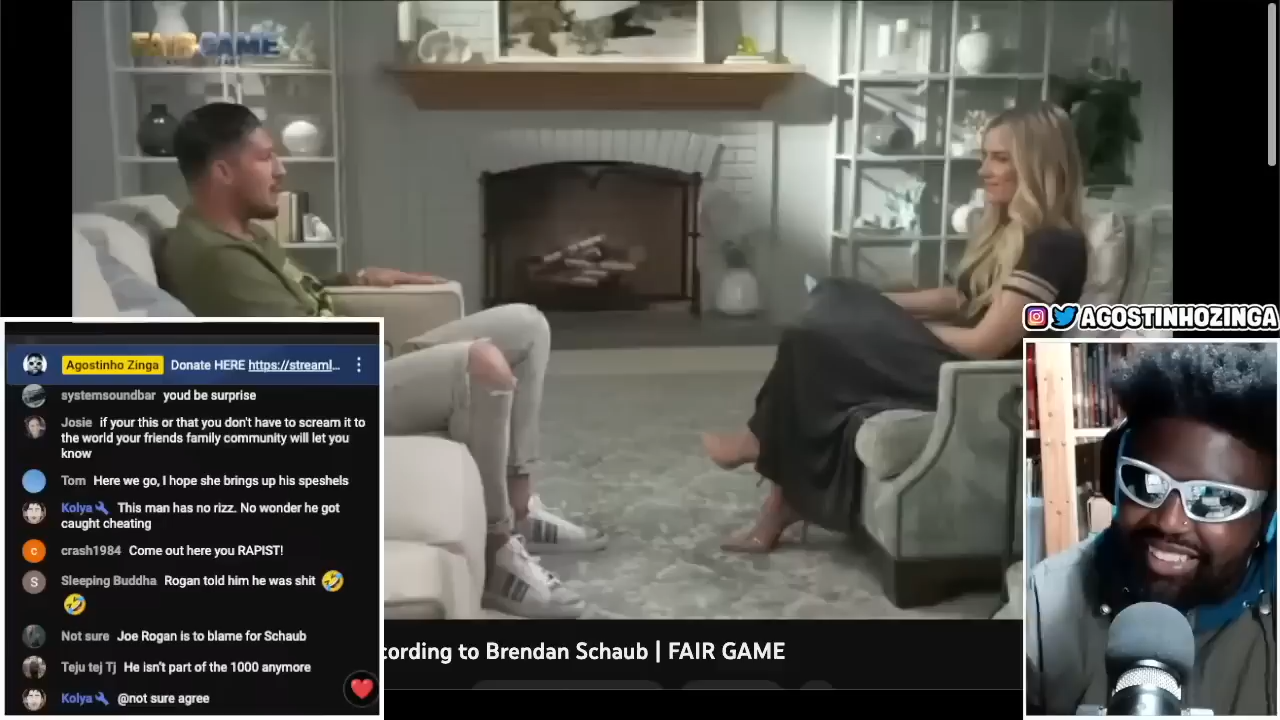 FAIR GAME
AGOSTINHOZINGA
Agostinho Zinga Donate HERE https://streaml...
systemsoundbar youd be surprise
Josie if your this or that you don't have to scream it to
the world your friends family community will let you
know
Tom Here we go, I hope she brings up his speshels
Kolya This man has no rizz. No wonder he got
caught cheating
c crash1984 Come out here you RAPIST!
S Sleeping Buddha Rogan told him he was shit 🤣
🤣
Not sure Joe Rogan is to blame for Schaub
Teju tej Tj He isn't part of the 1000 anymore
Kolya @not sure agree
cording to Brendan Schaub | FAIR GAME